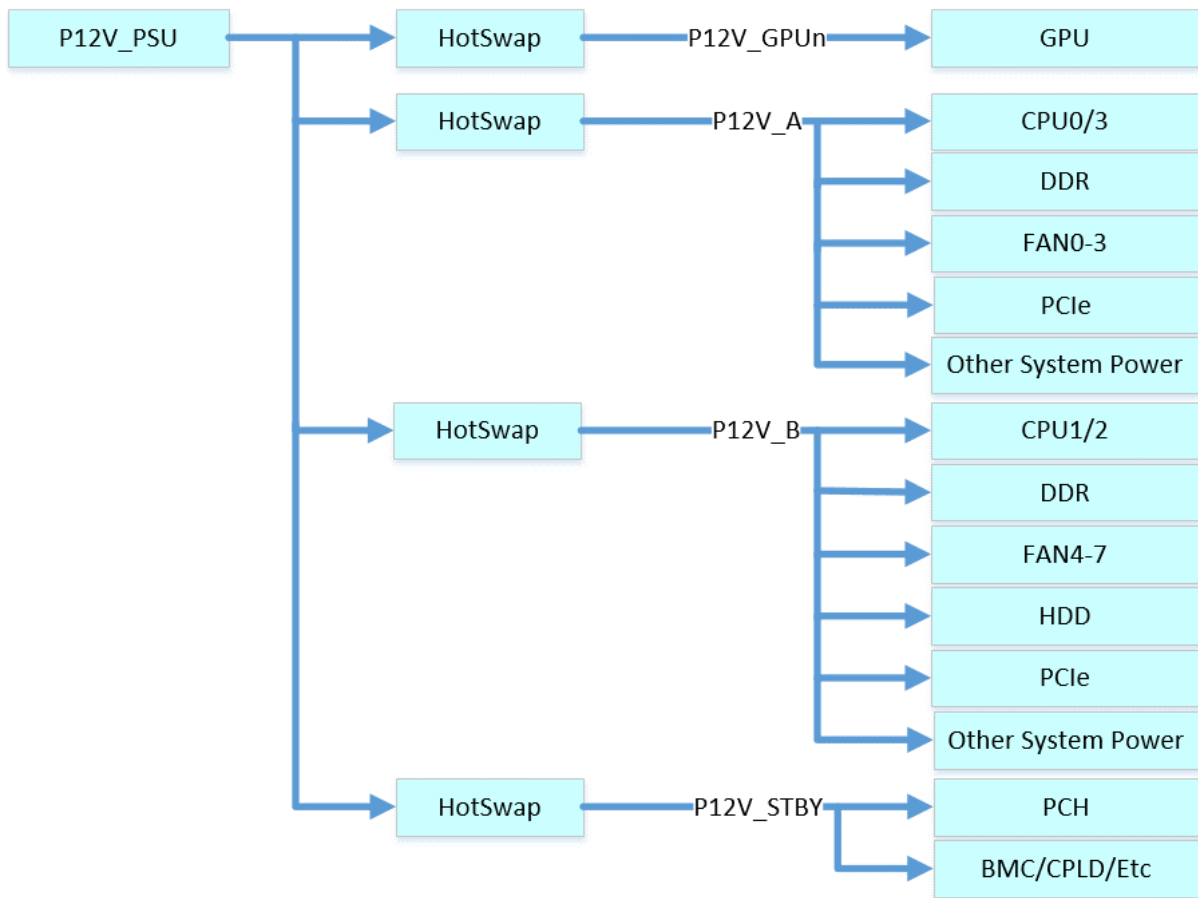 P12V_PSU
HotSwap
P12V_GPUn
GPU
HotSwap
P12V_A
CPU0/3
DDR
FAN0-3
PCIe
Other System Power
HotSwap
P12V_B
CPU1/2
DDR
FAN4-7
HDD
PCIe
Other System Power
HotSwap
P12V_STBY
PCH
BMC/CPLD/Etc